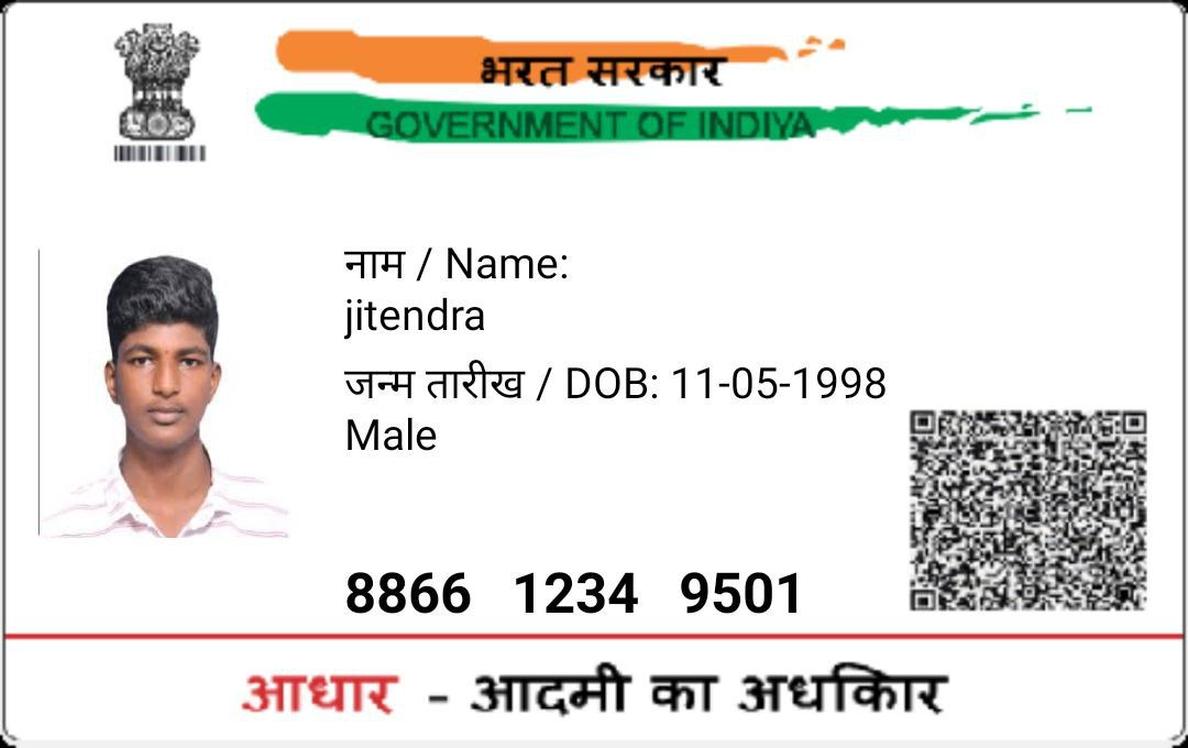 भरत सरकार
GOVERNMENT OF INDIYA
नाम / Name:
jitendra
जन्म तारीख / DOB: 11-05-1998
Male
8866 1234 9501
आधार - आदमी का अधकिार